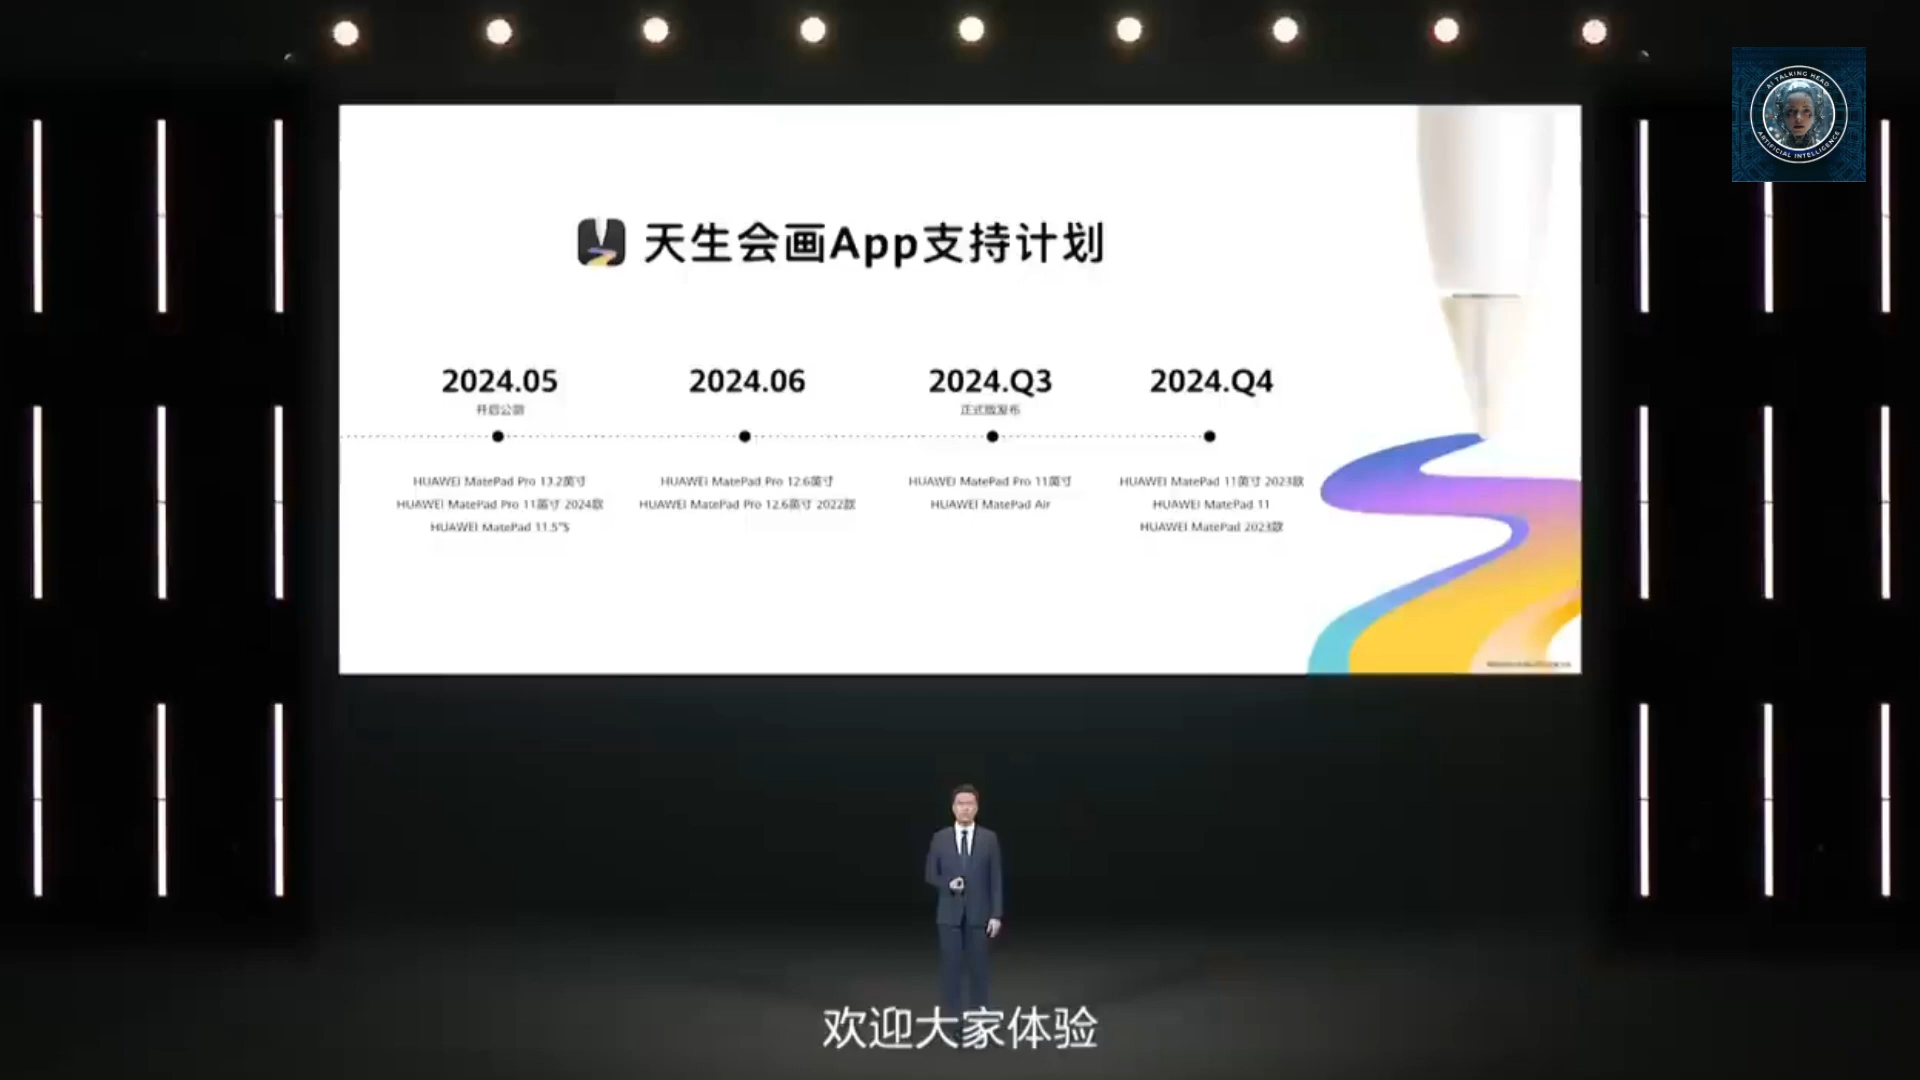 AI TALKING HEAD
ARTIFICIAL INTELLIGENCE
天生会画App支持计划
2024.05
开启公测
HUAWEI MatePad Pro 13.2英寸
HUAWEI MatePad Pro 11英寸 2024款
HUAWEI MatePad 11.5"S
2024.06
HUAWEI MatePad Pro 12.6英寸
HUAWEI MatePad Pro 12.6英寸 2022款
2024.Q3
正式版发布
HUAWEI MatePad Pro 11英寸
HUAWEI MatePad Air
2024.Q4
HUAWEI MatePad 11英寸 2023款
HUAWEI MatePad 11
HUAWEI MatePad 2023款
欢迎大家体验